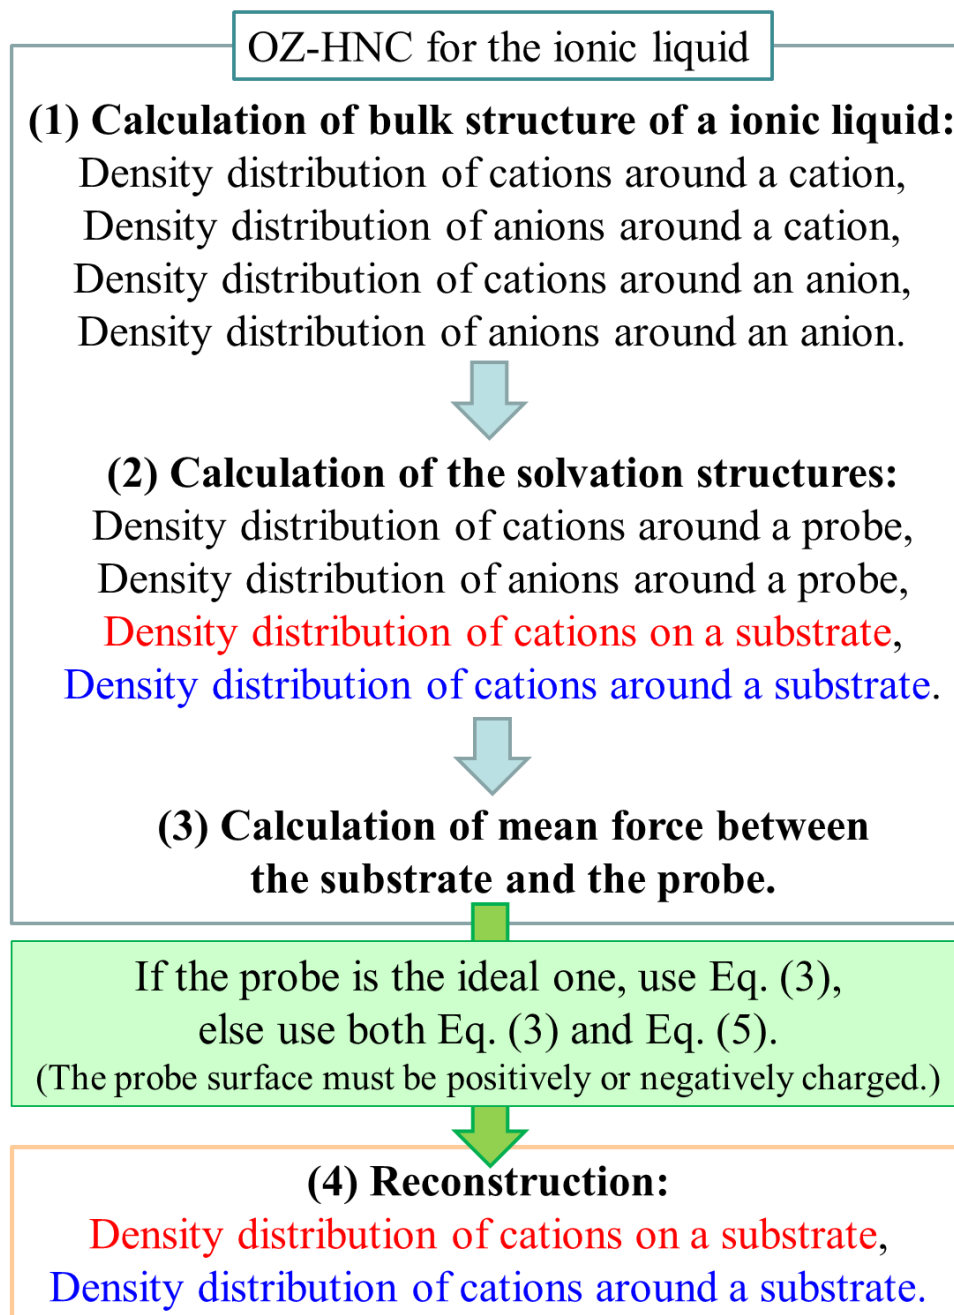 OZ-HNC for the ionic liquid
(1) Calculation of bulk structure of a ionic liquid:
Density distribution of cations around a cation,
Density distribution of anions around a cation,
Density distribution of cations around an anion,
Density distribution of anions around an anion.
(2) Calculation of the solvation structures:
Density distribution of cations around a probe,
Density distribution of anions around a probe,
Density distribution of cations on a substrate,
Density distribution of cations around a substrate.
(3) Calculation of mean force between
the substrate and the probe.
If the probe is the ideal one, use Eq. (3),
else use both Eq. (3) and Eq. (5).
(The probe surface must be positively or negatively charged.)
(4) Reconstruction:
Density distribution of cations on a substrate,
Density distribution of cations around a substrate.